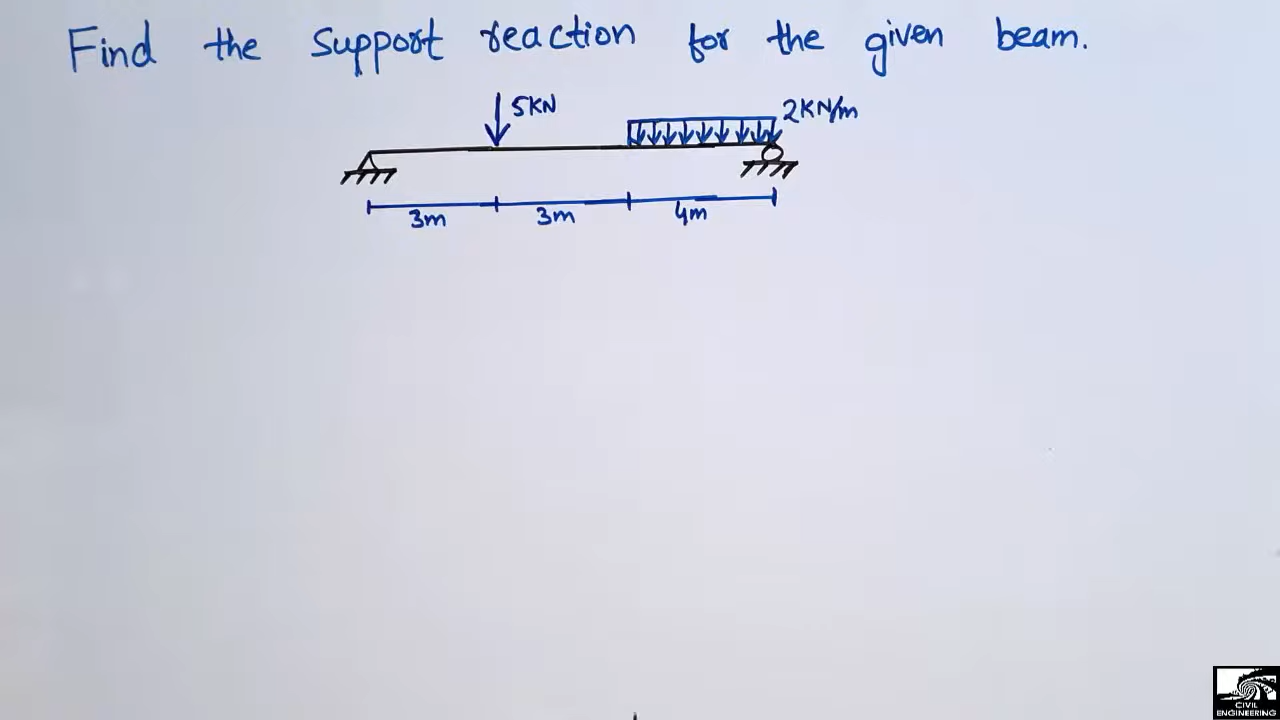 Find the support reaction for the given beam.
5KN
2KN/m
3m 3m 4m
CIVIL
ENGINEERING